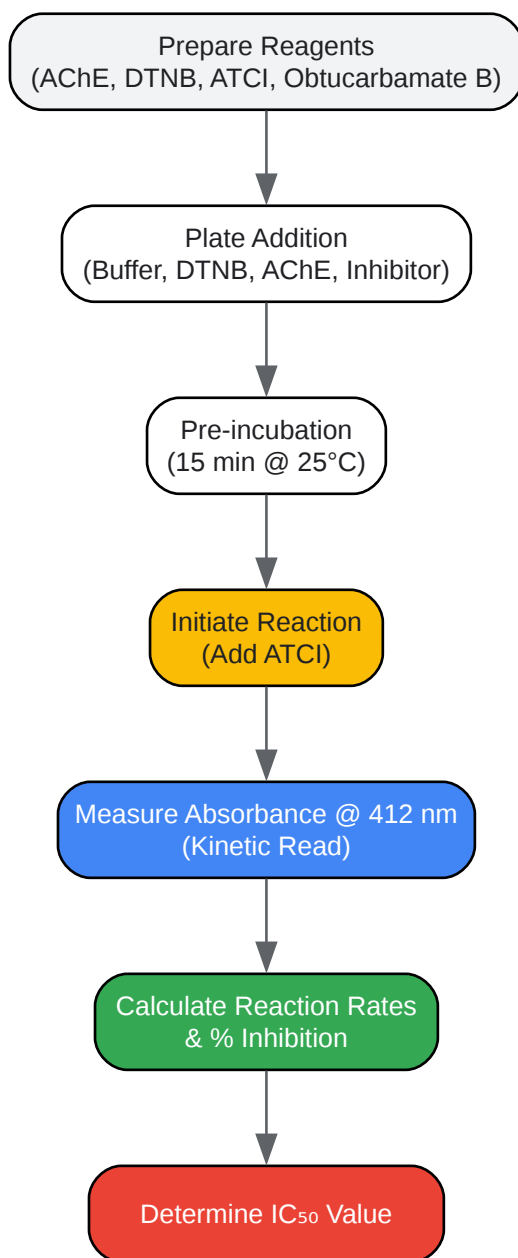 Prepare Reagents
(AChE, DTNB, ATCI, Obtucarbamate B)
Plate Addition
(Buffer, DTNB, AChE, Inhibitor)
Pre-incubation
(15 min @ 25°C)
Initiate Reaction
(Add ATCI)
Measure Absorbance @ 412 nm
(Kinetic Read)
Calculate Reaction Rates
& % Inhibition
Determine IC₅₀ Value